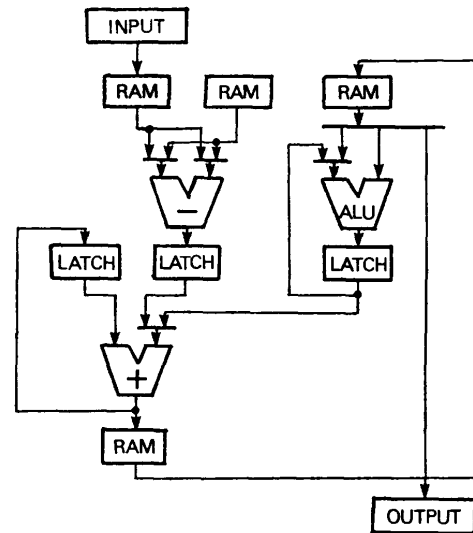 INPUT
RAM
RAM
RAM
−
ALU
LATCH
LATCH
LATCH
+
RAM
OUTPUT